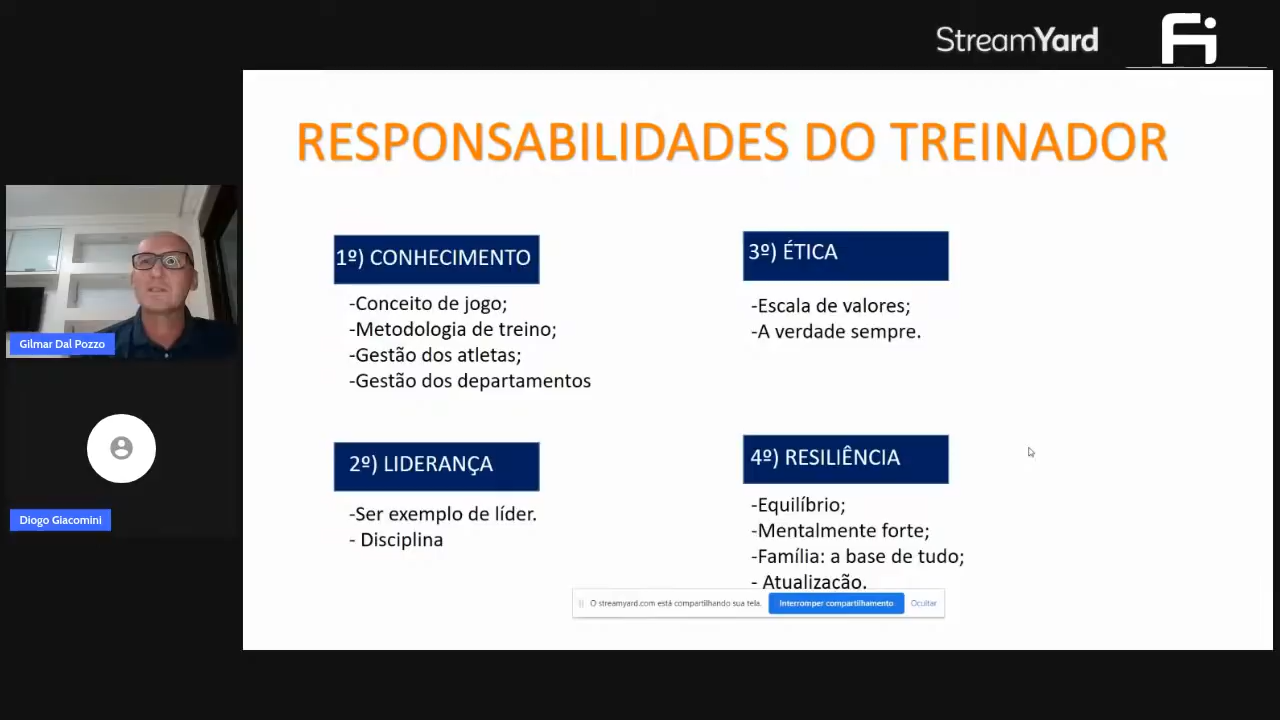 StreamYard
Fi
RESPONSABILIDADES DO TREINADOR
1º) CONHECIMENTO
-Conceito de jogo;
-Metodologia de treino;
-Gestão dos atletas;
-Gestão dos departamentos
2º) LIDERANÇA
-Ser exemplo de líder.
- Disciplina
3º) ÉTICA
-Escala de valores;
-A verdade sempre.
4º) RESILIÊNCIA
-Equilíbrio;
-Mentalmente forte;
-Família: a base de tudo;
- Atualização.
O streamyard.com está compartilhando sua tela. Interromper compartilhamento Ocultar
Gilmar Dal Pozzo
Diogo Giacomini